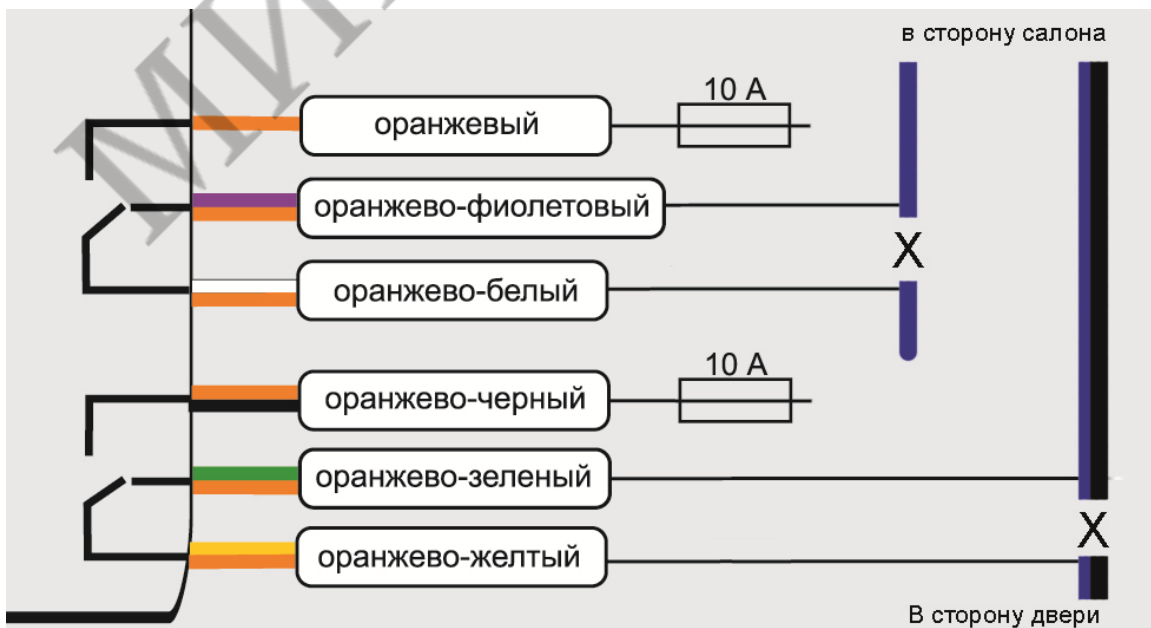 в сторону салона
10 А
оранжевый
оранжево-фиолетовый
Х
оранжево-белый
10 А
оранжево-черный
оранжево-зеленый
Х
оранжево-желтый
В сторону двери